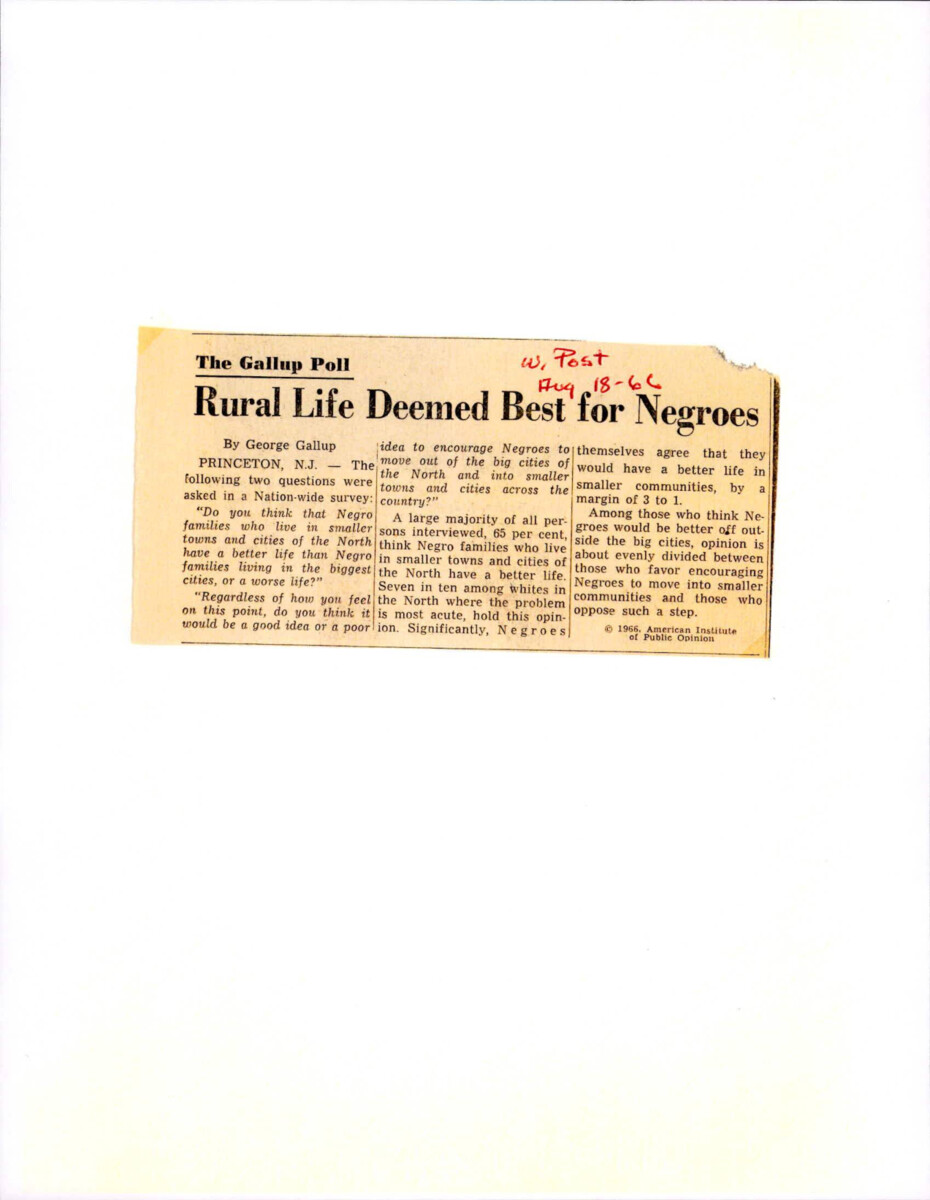 The Gallup Poll
W. Post
Aug 18-66
Rural Life Deemed Best for Negroes
By George Gallup
PRINCETON, N.J. — The
following two questions were
asked in a Nation-wide survey:
"Do you think that Negro
families who live in smaller
towns and cities of the North
have a better life than Negro
families living in the biggest
cities, or a worse life?"
"Regardless of how you feel
on this point, do you think it
would be a good idea or a poor
idea to encourage Negroes to
move out of the big cities of
the North and into smaller
towns and cities across the
country?"
A large majority of all per-
sons interviewed, 65 per cent,
think Negro families who live
in smaller towns and cities of
the North have a better life.
Seven in ten among whites in
the North where the problem
is most acute, hold this opin-
ion. Significantly, Negroes
themselves agree that they
would have a better life in
smaller communities, by a
margin of 3 to 1.
Among those who think Ne-
groes would be better off out-
side the big cities, opinion is
about evenly divided between
those who favor encouraging
Negroes to move into smaller
communities and those who
oppose such a step.
© 1966, American Institute
of Public Opinion